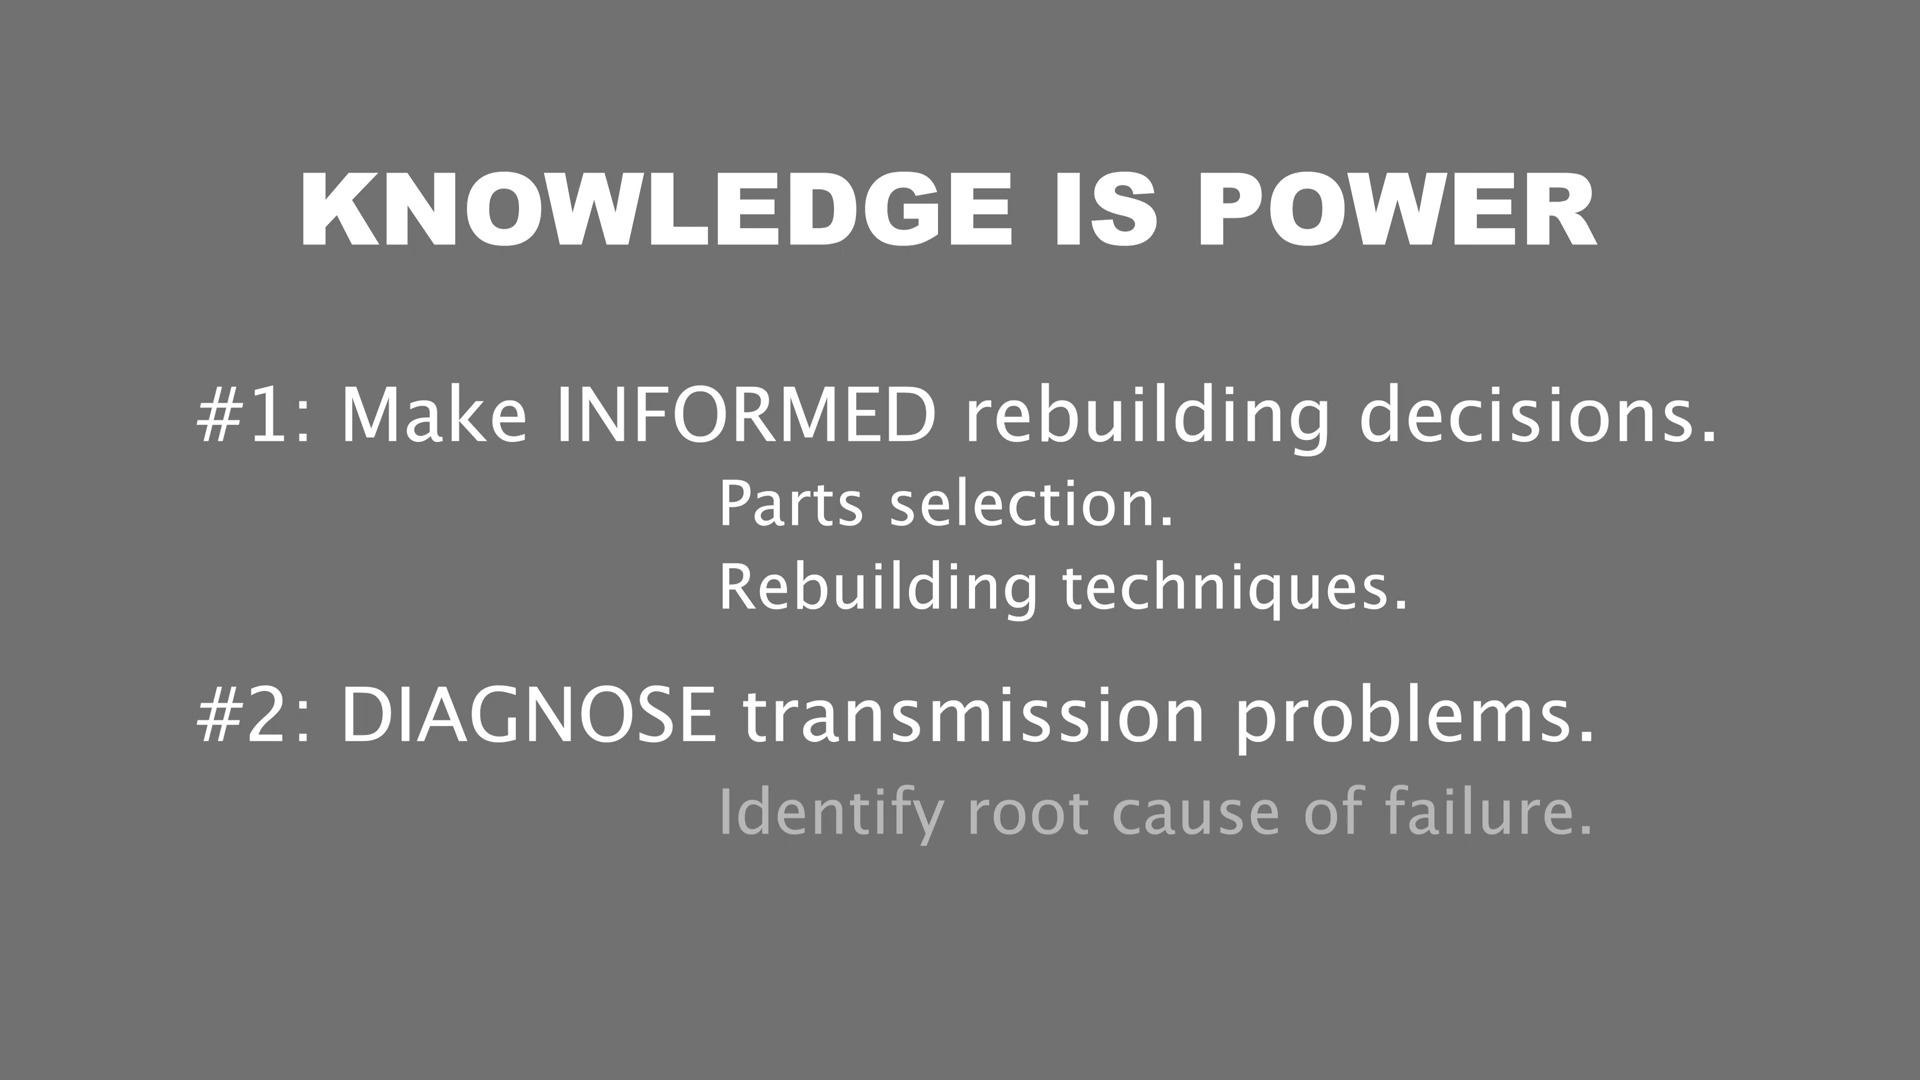 KNOWLEDGE IS POWER
#1: Make INFORMED rebuilding decisions.
Parts selection.
Rebuilding techniques.
#2: DIAGNOSE transmission problems.
Identify root cause of failure.